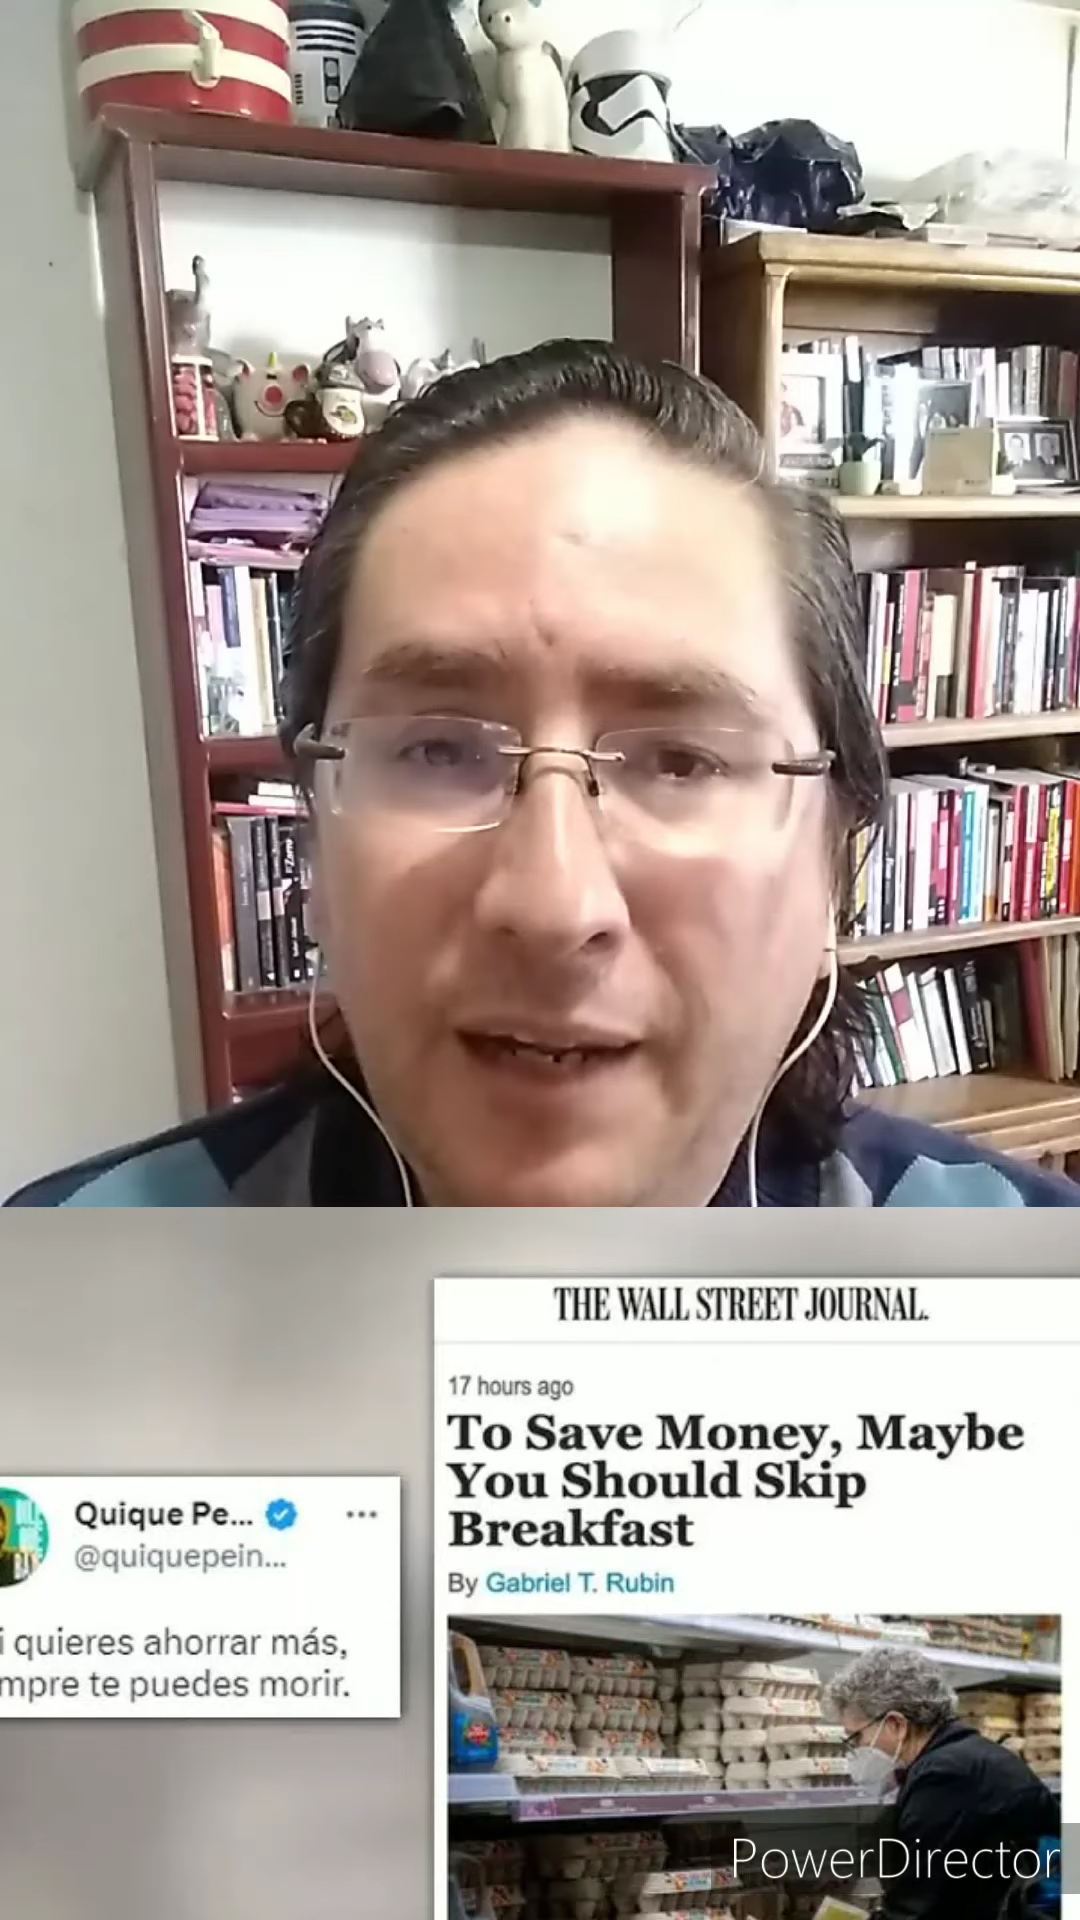 THE WALL STREET JOURNAL.
17 hours ago
To Save Money, Maybe
You Should Skip
Breakfast
By Gabriel T. Rubin
Quique Pe...
@quiquepein...
i quieres ahorrar más,
mpre te puedes morir.
PowerDirector